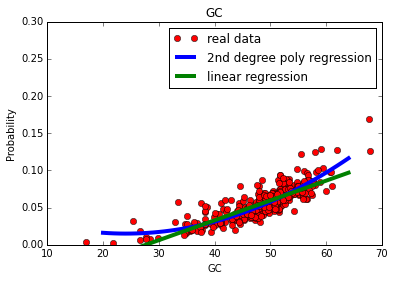 GC
0.30
0.25
0.20
0.15
0.10
0.05
0.00
Probability
real data
2nd degree poly regression
linear regression
10 20 30 40 50 60 70
GC